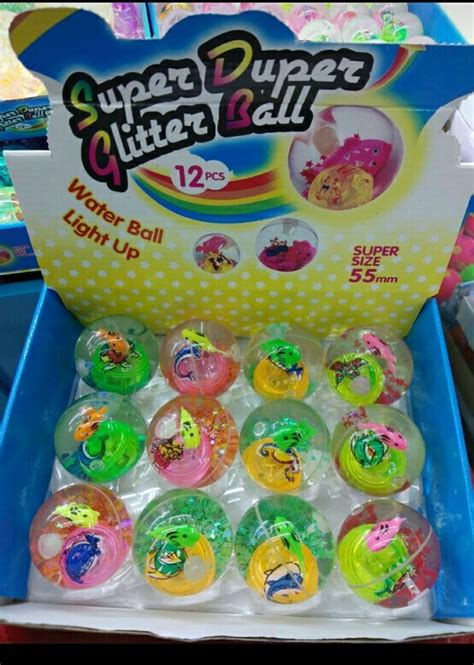 Super Duper
Glitter Ball
12 PCS
Water Ball
Light Up
SUPER
SIZE
55mm